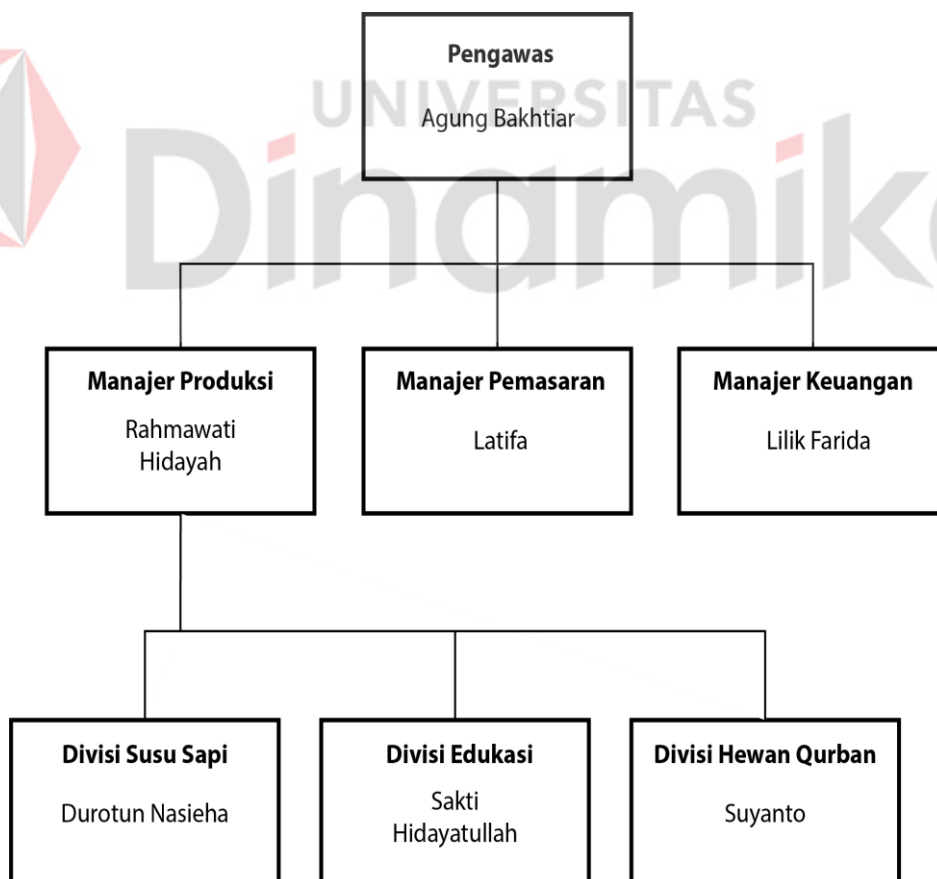 UNIVERSITAS
Dinamik
Pengawas
Agung Bakhtiar
Manajer Produksi
Rahmawati
Hidayah
Manajer Pemasaran
Latifa
Manajer Keuangan
Lilik Farida
Divisi Susu Sapi
Durotun Nasieha
Divisi Edukasi
Sakti
Hidayatullah
Divisi Hewan Qurban
Suyanto